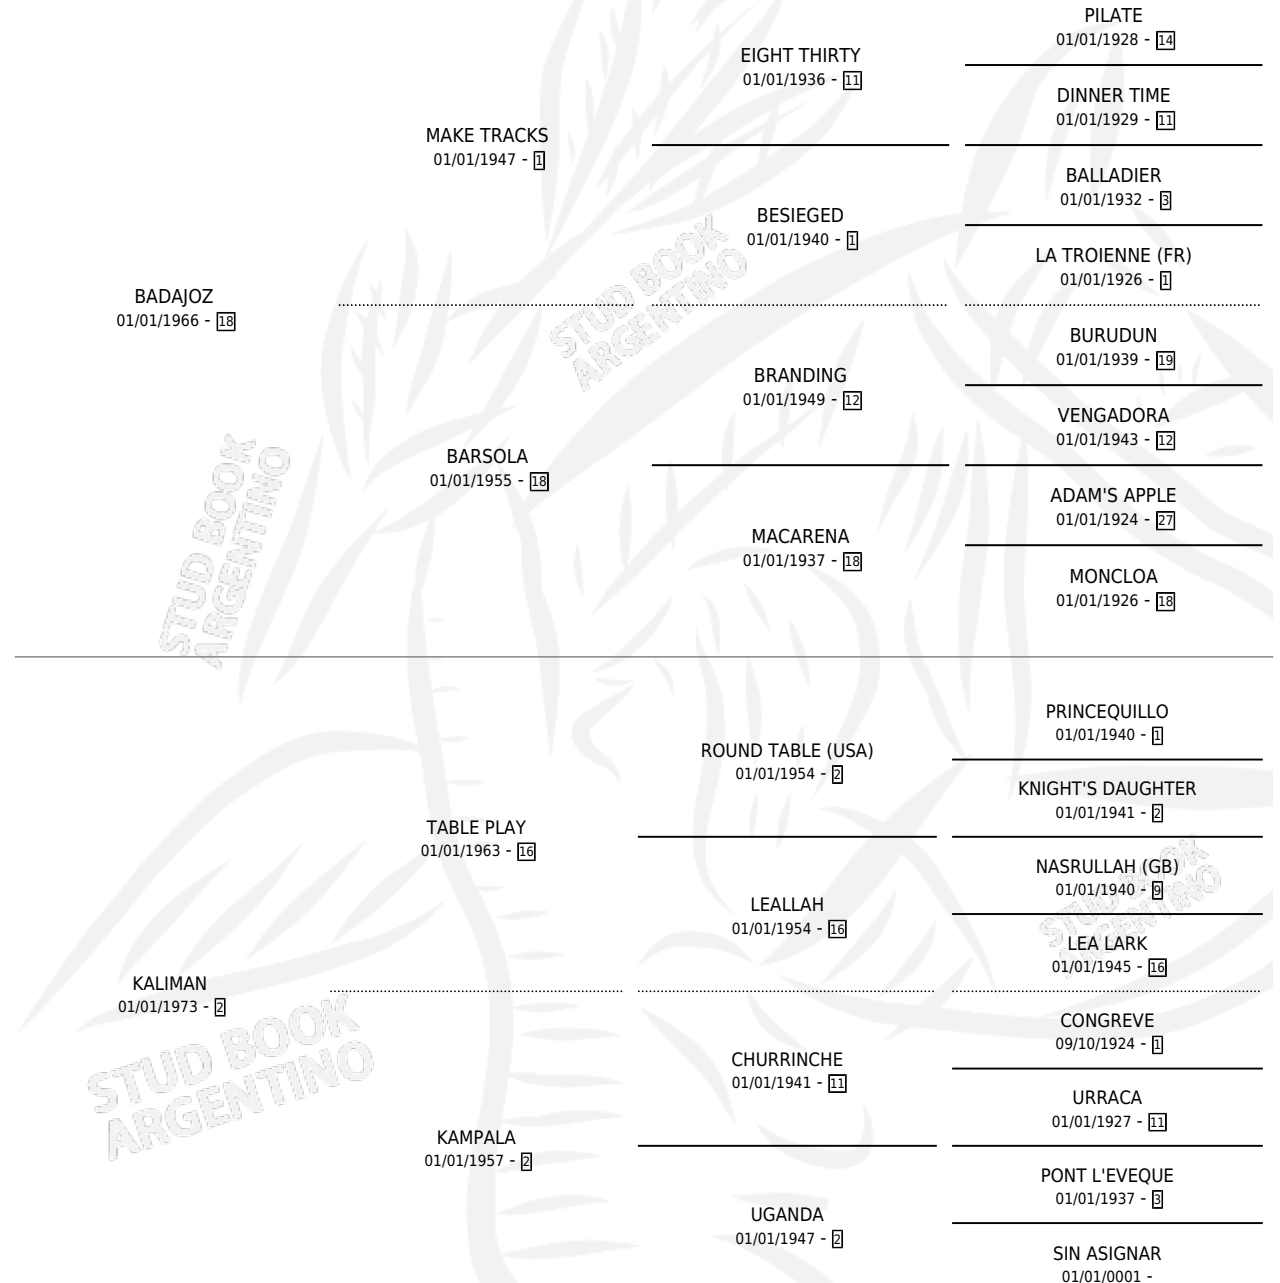 PILATE
01/01/1928 - 14
EIGHT THIRTY
01/01/1936 - 11
DINNER TIME
01/01/1929 - 11
MAKE TRACKS
01/01/1947 - 1
BALLADIER
01/01/1932 - 3
BESIEGED
01/01/1940 - 1
LA TROIENNE (FR)
01/01/1926 - 1
BADAJOZ
01/01/1966 - 18
BURUDUN
01/01/1939 - 19
BRANDING
01/01/1949 - 12
VENGADORA
01/01/1943 - 12
BARSOLA
01/01/1955 - 18
ADAM'S APPLE
01/01/1924 - 27
MACARENA
01/01/1937 - 18
MONCLOA
01/01/1926 - 18
STUD BOOK
ARGENTINO
STUD BOOK
ARGENTINO
PRINCEQUILLO
01/01/1940 - 1
ROUND TABLE (USA)
01/01/1954 - 2
KNIGHT'S DAUGHTER
01/01/1941 - 2
TABLE PLAY
01/01/1963 - 16
NASRULLAH (GB)
01/01/1940 - 9
LEALLAH
01/01/1954 - 16
LEA LARK
01/01/1945 - 16
KALIMAN
01/01/1973 - 2
CONGREVE
09/10/1924 - 1
CHURRINCHE
01/01/1941 - 11
URRACA
01/01/1927 - 11
KAMPALA
01/01/1957 - 2
PONT L'EVEQUE
01/01/1937 - 3
UGANDA
01/01/1947 - 2
SIN ASIGNAR
01/01/0001 -
STUD BOOK
ARGENTINO
STUD BOOK
ARGENTINO